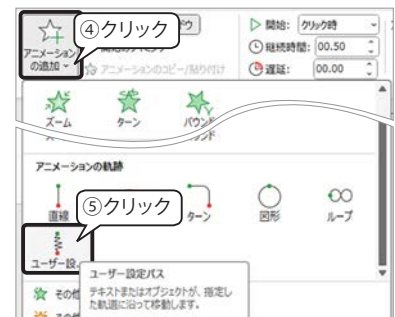 ④クリック
アニメーション
の追加
アニメーションのコピー/貼り付け
開始: クリック時
継続時間: 00.50
遅延: 00.00
ズーム
ターン
バウンド
アニメーションの軌跡
直線
⑤クリック
ターン
図形
ループ
ユーザー設...
ユーザー設定パス
テキストまたはオブジェクトが、指定し
た軌道に沿って移動します。
その他